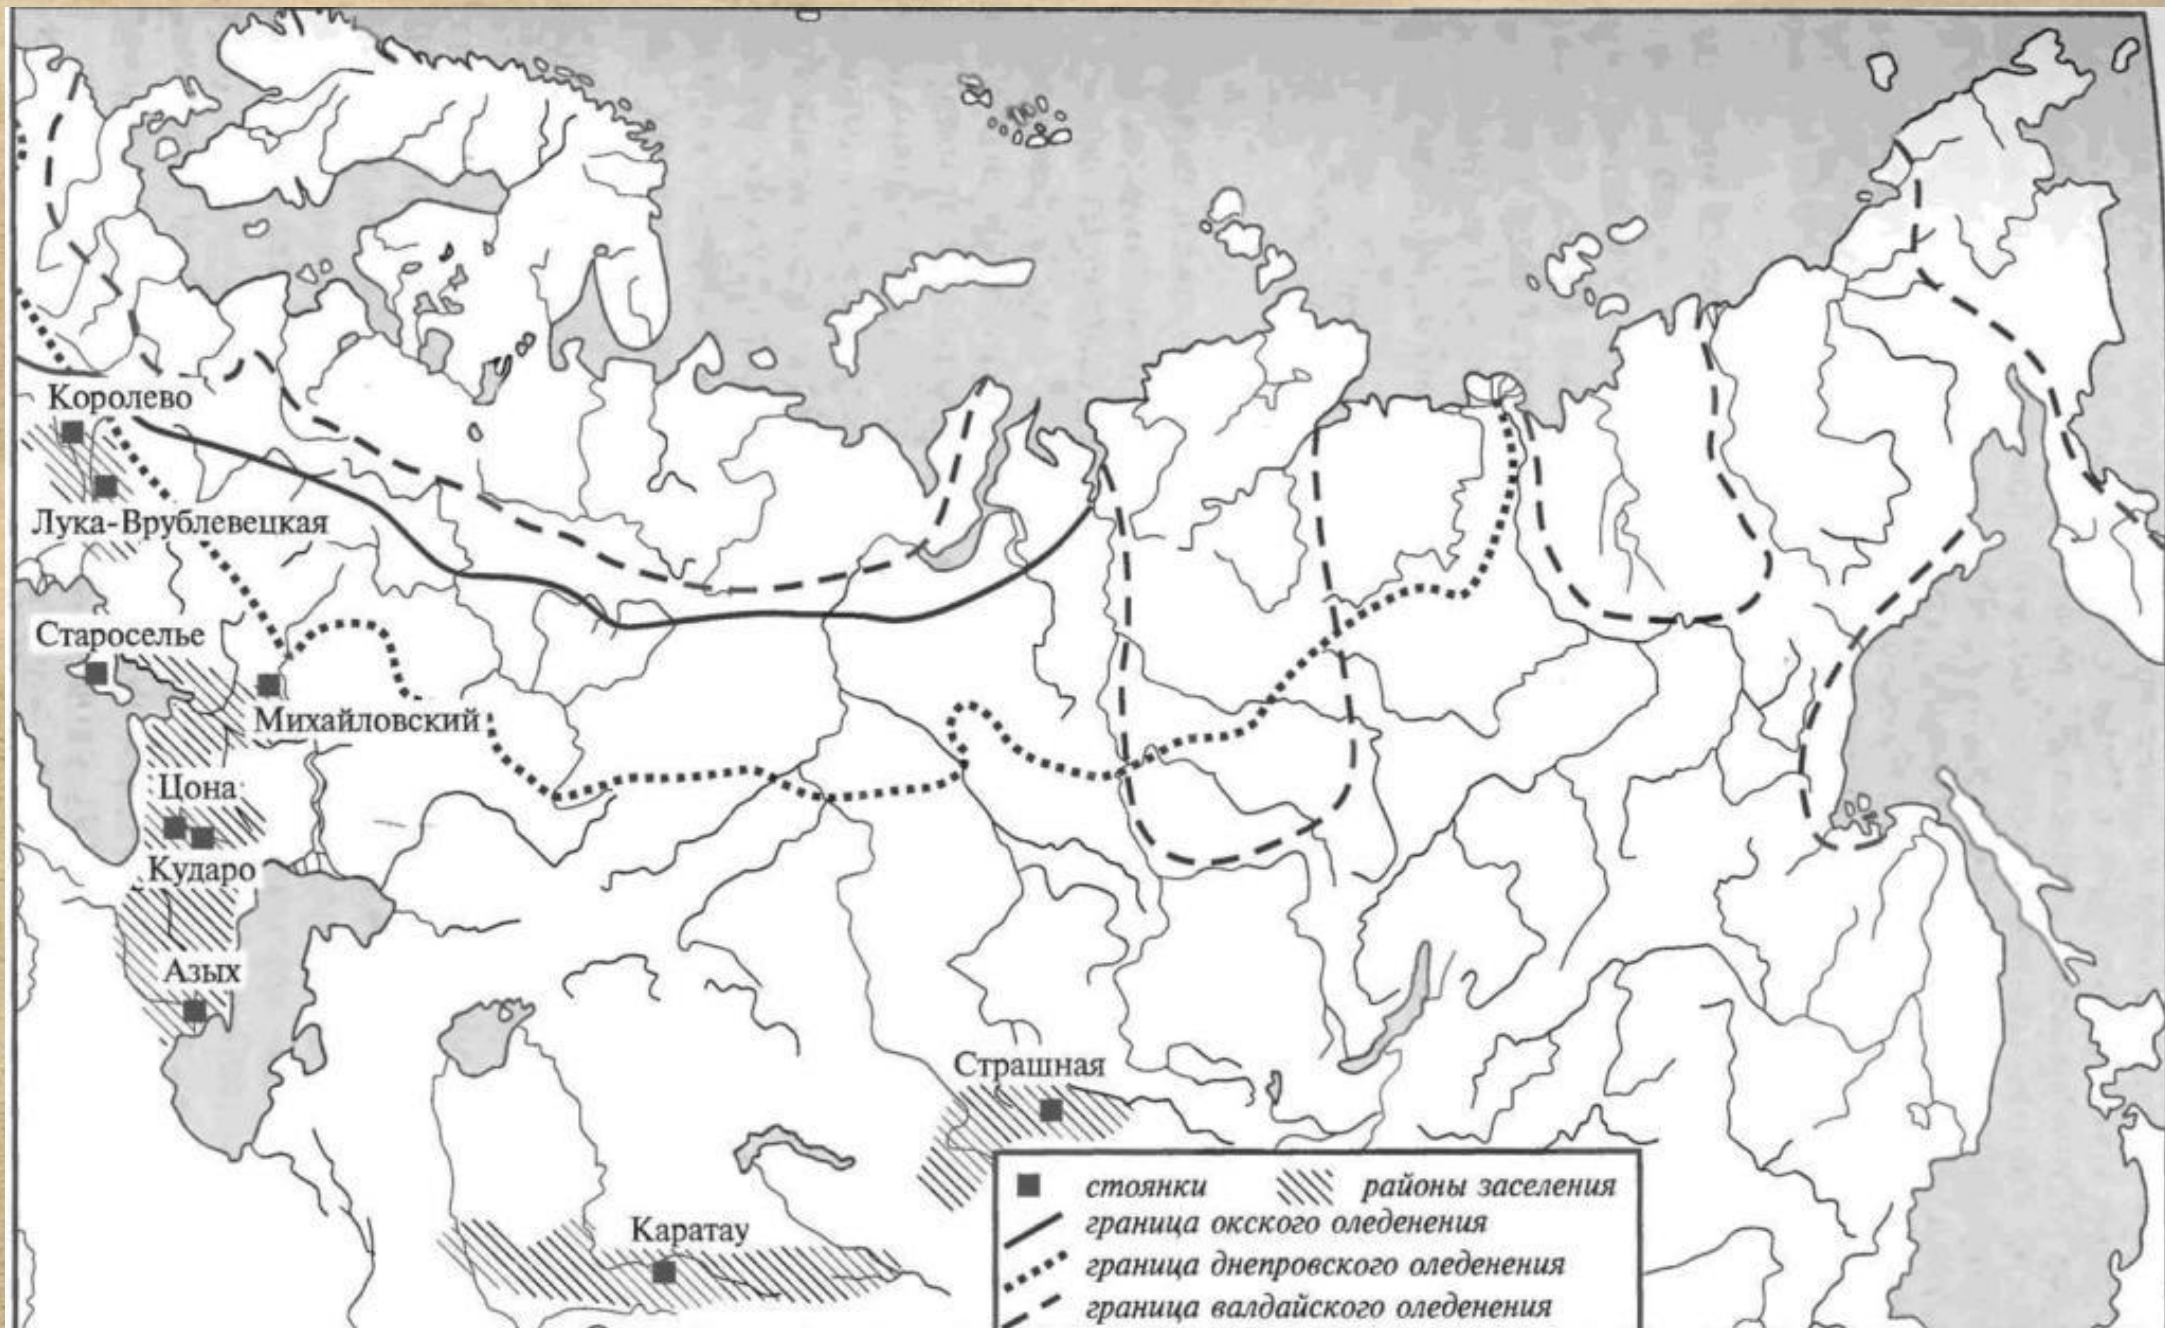 Королево
Лука-Врублевецкая
Староселье
Михайловский
Цона
Кударо
Азых
Страшная
Каратау
стоянки
районы заселения
граница окского оледенения
граница днепровского оледенения
граница валдайского оледенения